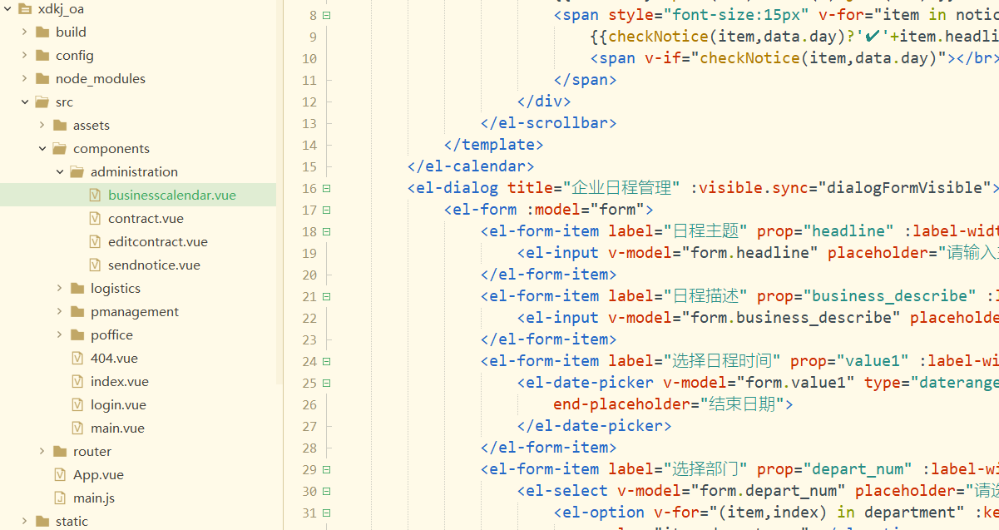 xdkj_oa
build
config
node_modules
src
assets
components
administration
businesscalendar.vue
contract.vue
editcontract.vue
sendnotice.vue
logistics
pmanagement
poffice
404.vue
index.vue
login.vue
main.vue
router
App.vue
main.js
static
8 <span style="font-size:15px" v-for="item in notic
9 {{checkNotice(item,data.day)?'✔'+item.headli
10 <span v-if="checkNotice(item,data.day)"></br>
11 </span>
12 </div>
13 </el-scrollbar>
14 </template>
15 </el-calendar>
16 <el-dialog title="企业日程管理" :visible.sync="dialogFormVisible">
17 <el-form :model="form">
18 <el-form-item label="日程主题" prop="headline" :label-widt
19 <el-input v-model="form.headline" placeholder="请输入
20 </el-form-item>
21 <el-form-item label="日程描述" prop="business_describe" :l
22 <el-input v-model="form.business_describe" placeholde
23 </el-form-item>
24 <el-form-item label="选择日程时间" prop="value1" :label-wi
25 <el-date-picker v-model="form.value1" type="daterange
26 end-placeholder="结束日期">
27 </el-date-picker>
28 </el-form-item>
29 <el-form-item label="选择部门" prop="depart_num" :label-wi
30 <el-select v-model="form.depart_num" placeholder="请选
31 <el-option v-for="(item,index) in department" :ke